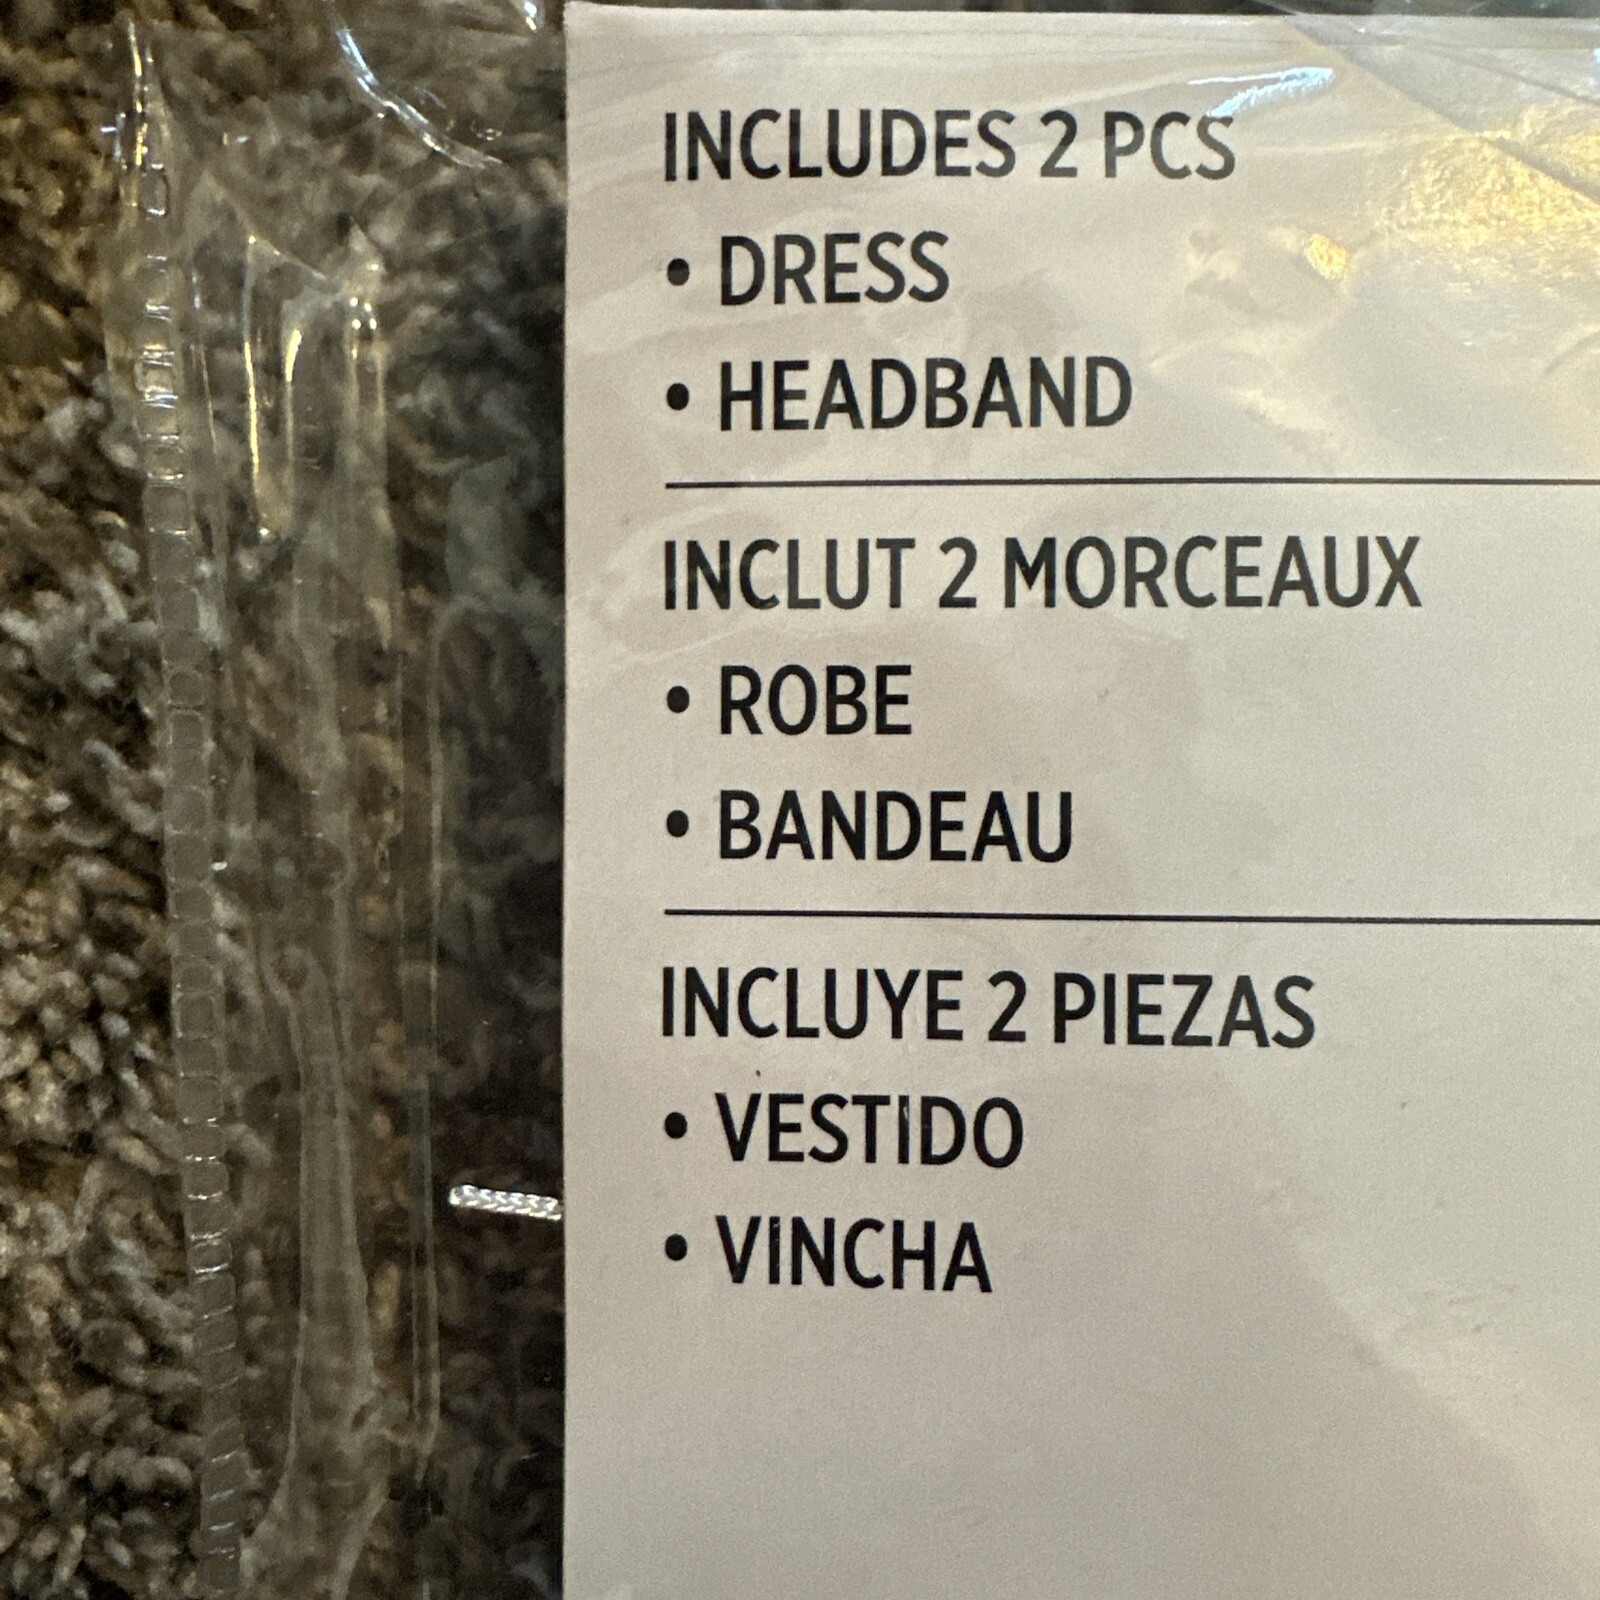 INCLUDES 2 PCS
• DRESS
• HEADBAND
INCLUT 2 MORCEAUX
• ROBE
• BANDEAU
INCLUYE 2 PIEZAS
• VESTIDO
• VINCHA